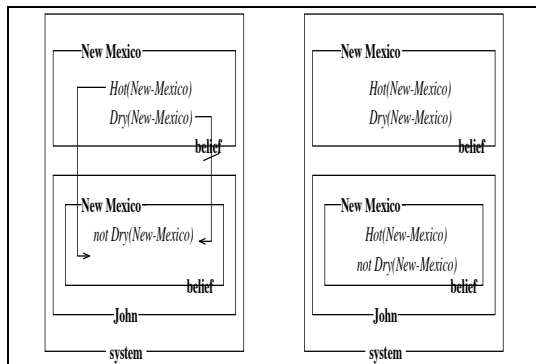 New Mexico
Hot(New-Mexico)
Dry(New-Mexico)
belief
New Mexico
not Dry(New-Mexico)
belief
John
system
New Mexico
Hot(New-Mexico)
Dry(New-Mexico)
belief
New Mexico
Hot(New-Mexico)
not Dry(New-Mexico)
belief
John
system